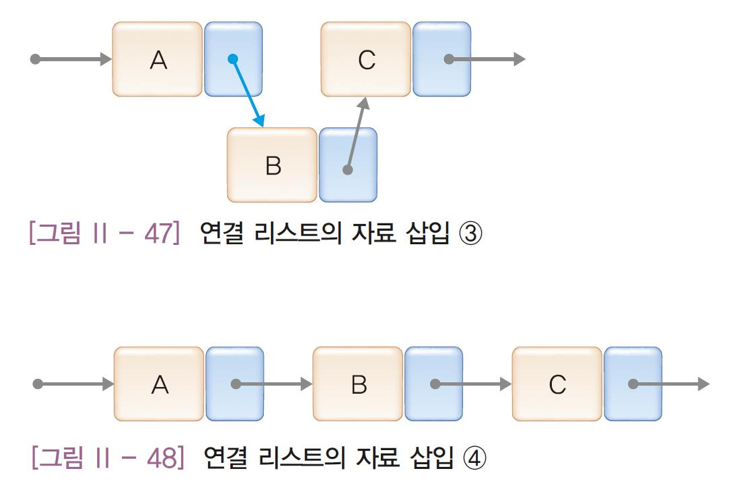 A
C
B
[그림 Ⅱ - 47] 연결 리스트의 자료 삽입 ③
A
B
C
[그림 Ⅱ - 48] 연결 리스트의 자료 삽입 ④